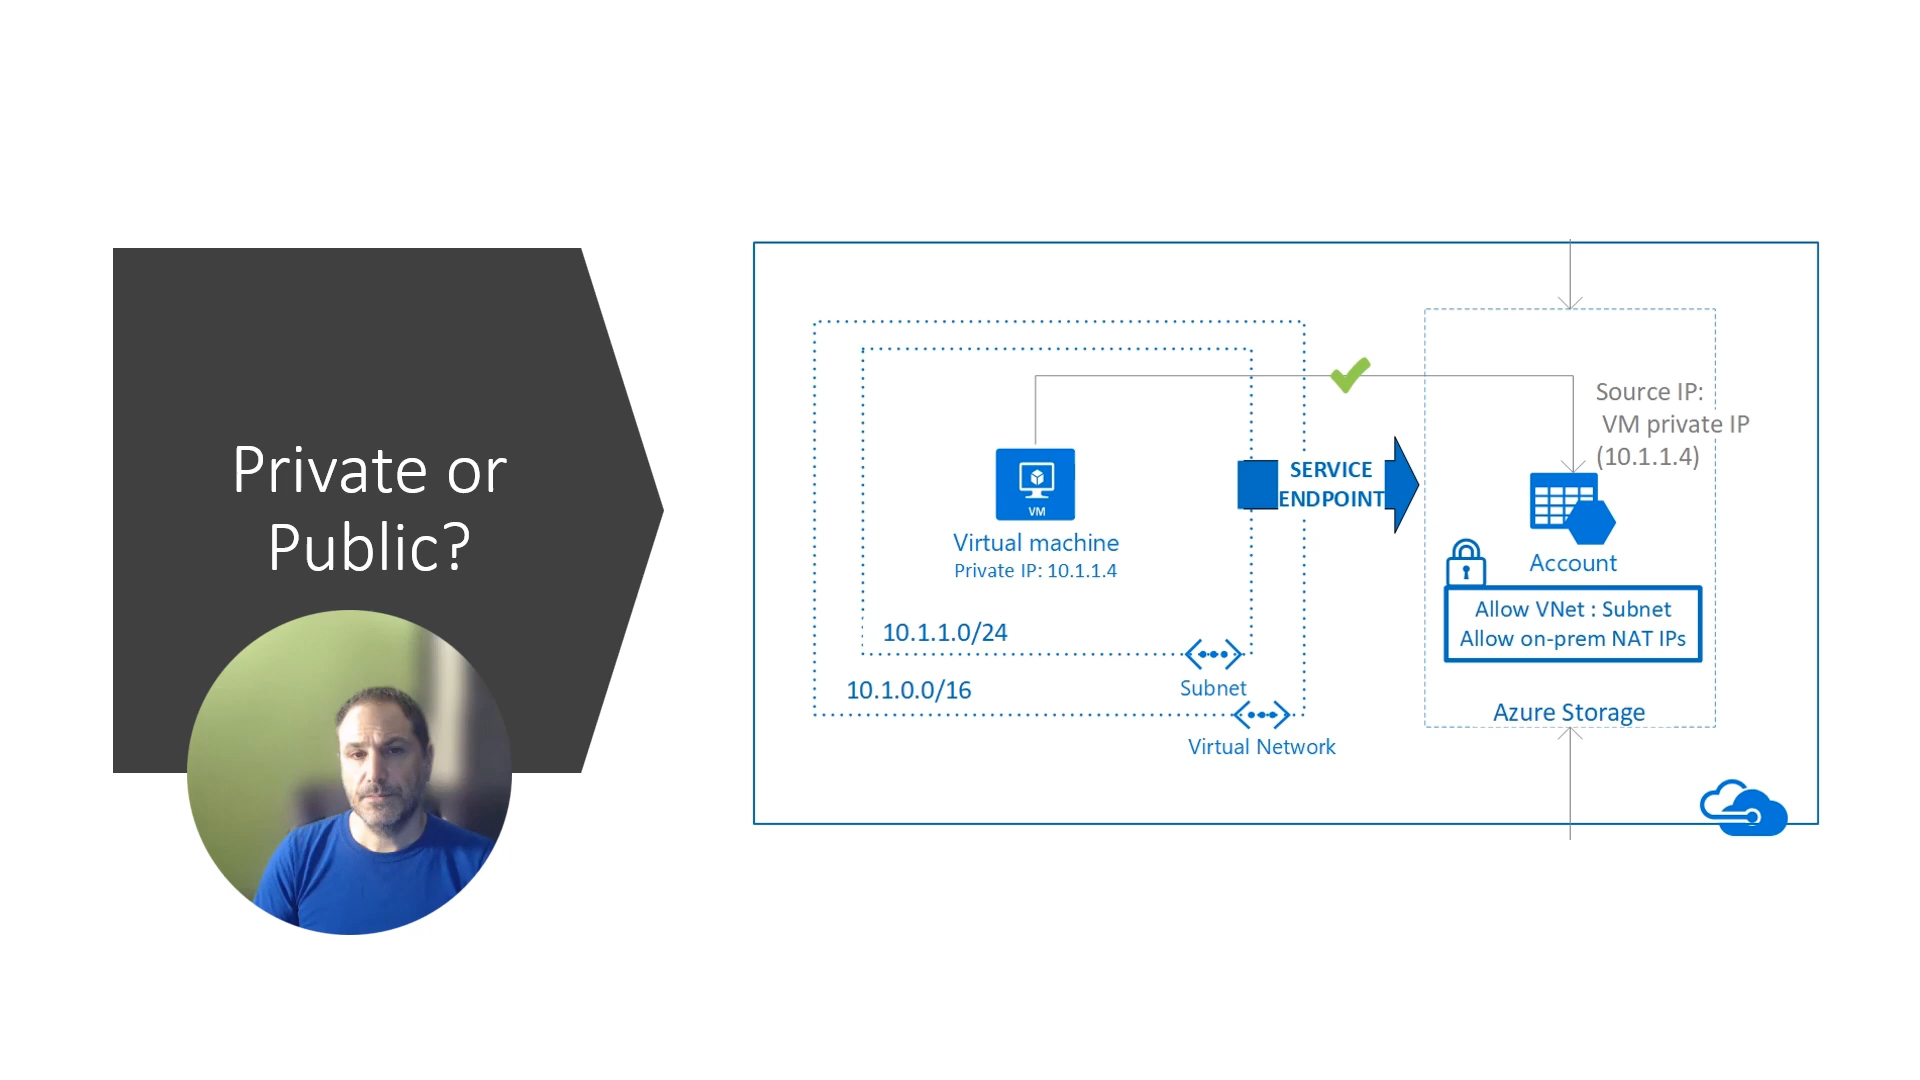 Private or
Public?
VM
Virtual machine
Private IP: 10.1.1.4
10.1.1.0/24
Subnet
10.1.0.0/16
Virtual Network
SERVICE
ENDPOINT
Source IP:
VM private IP
(10.1.1.4)
Account
Allow VNet : Subnet
Allow on-prem NAT IPs
Azure Storage